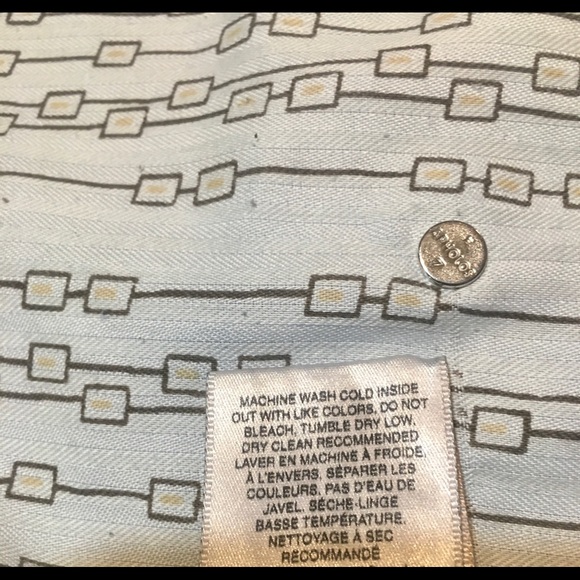 MACHINE WASH COLD INSIDE
OUT WITH LIKE COLORS. DO NOT
BLEACH. TUMBLE DRY LOW.
DRY CLEAN RECOMMENDED
LAVER EN MACHINE À FROIDE,
À L'ENVERS. SÉPARER LES
COULEURS. PAS D'EAU DE
JAVEL. SÈCHE-LINGE
BASSE TEMPÉRATURE.
NETTOYAGE À SEC
RECOMMANDÉ